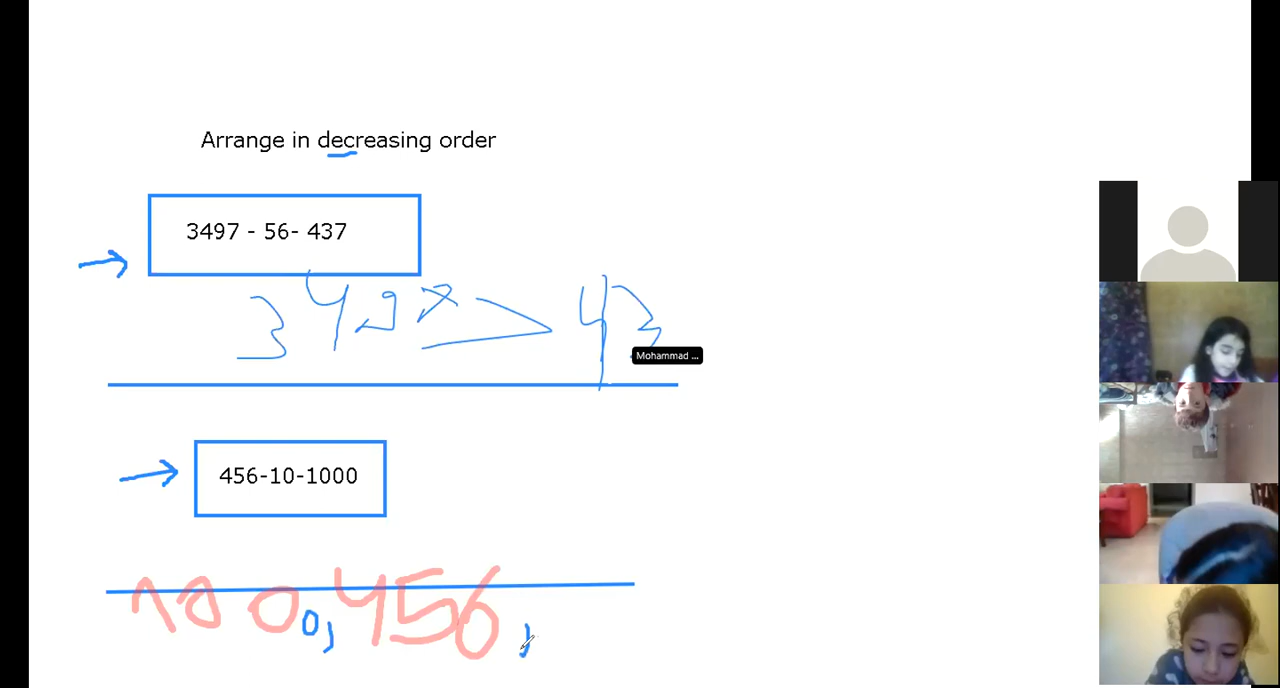 Arrange in decreasing order
3497 - 56- 437
3497 > 43
Mohammad ...
456-10-1000
1000, 456,